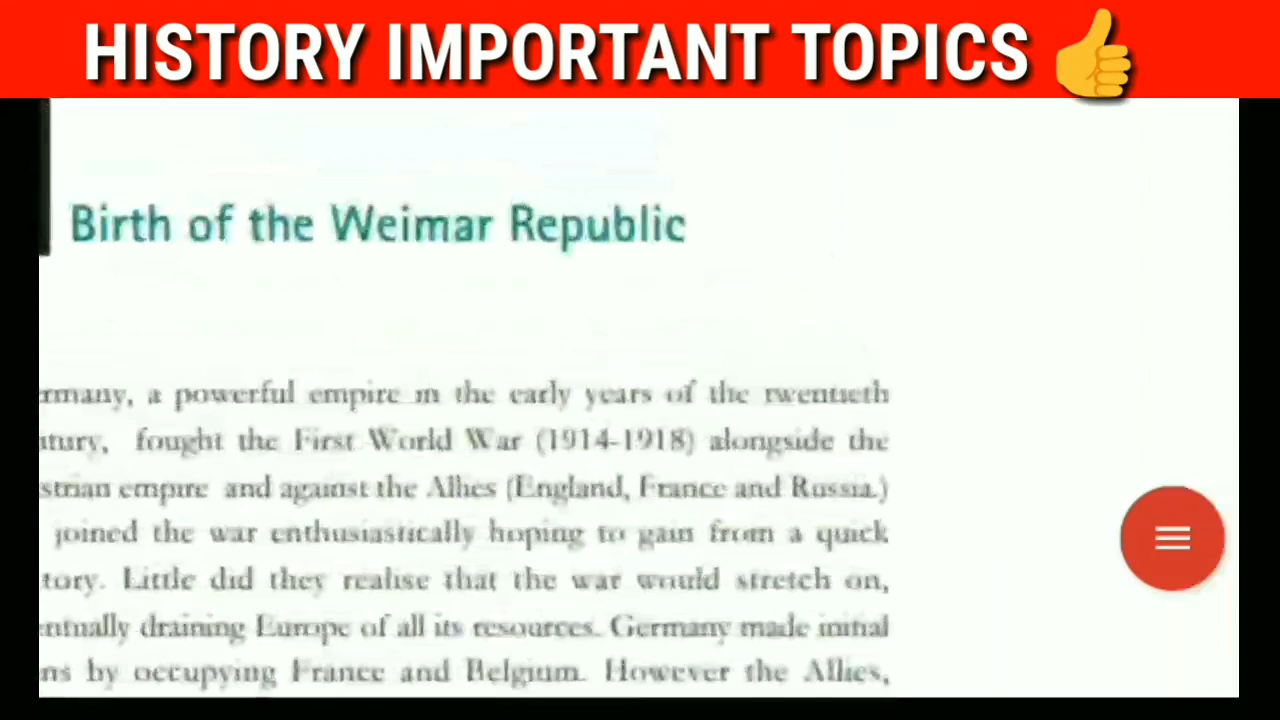 HISTORY IMPORTANT TOPICS 👍
Birth of the Weimar Republic
rmany, a powerful empire in the early years of the twentieth
ntury, fought the First World War (1914-1918) alongside the
strian empire and against the Allies (England, France and Russia.)
joined the war enthusiastically hoping to gain from a quick
tory. Little did they realise that the war would stretch on,
entually draining Europe of all its resources. Germany made initial
ns by occupying France and Belgium. However the Allies,